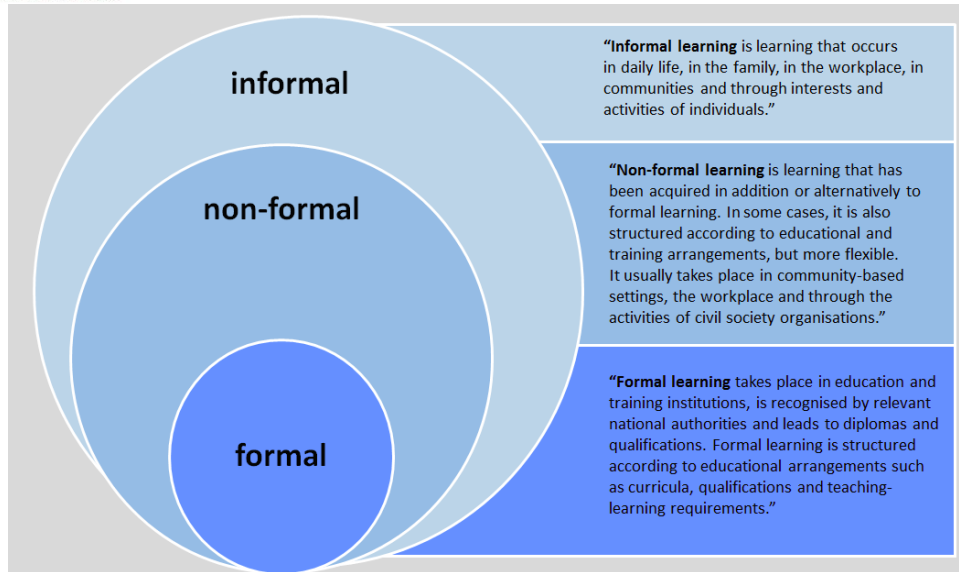 informal
non-formal
formal
“Informal learning is learning that occurs
in daily life, in the family, in the workplace, in
communities and through interests and
activities of individuals.”
“Non-formal learning is learning that has
been acquired in addition or alternatively to
formal learning. In some cases, it is also
structured according to educational and
training arrangements, but more flexible.
It usually takes place in community-based
settings, the workplace and through the
activities of civil society organisations.”
“Formal learning takes place in education and
training institutions, is recognised by relevant
national authorities and leads to diplomas and
qualifications. Formal learning is structured
according to educational arrangements such
as curricula, qualifications and teaching-
learning requirements.”